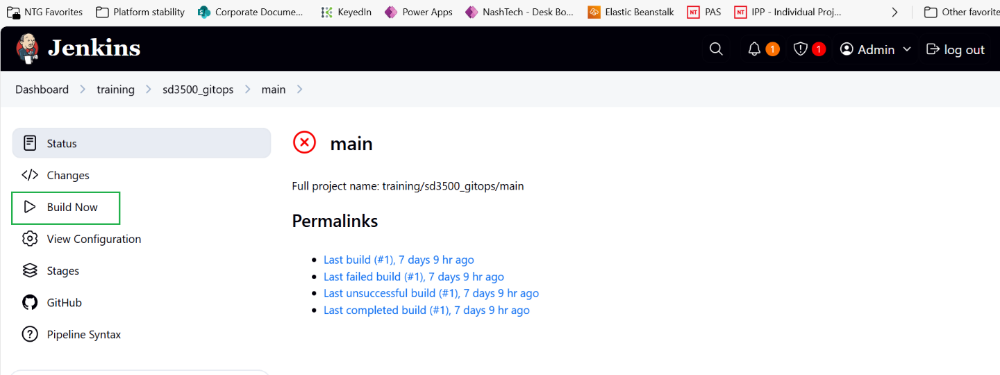 NTG Favorites Platform stability Corporate Docume... KeyedIn Power Apps NashTech - Desk Bo... Elastic Beanstalk NT PAS NT IPP - Individual Proj... Other favorite
Jenkins 1 1 Admin log out
Dashboard training sd3500_gitops main
Status
Changes
Build Now
View Configuration
Stages
GitHub
Pipeline Syntax
main
Full project name: training/sd3500_gitops/main
Permalinks
Last build (#1), 7 days 9 hr ago
Last failed build (#1), 7 days 9 hr ago
Last unsuccessful build (#1), 7 days 9 hr ago
Last completed build (#1), 7 days 9 hr ago